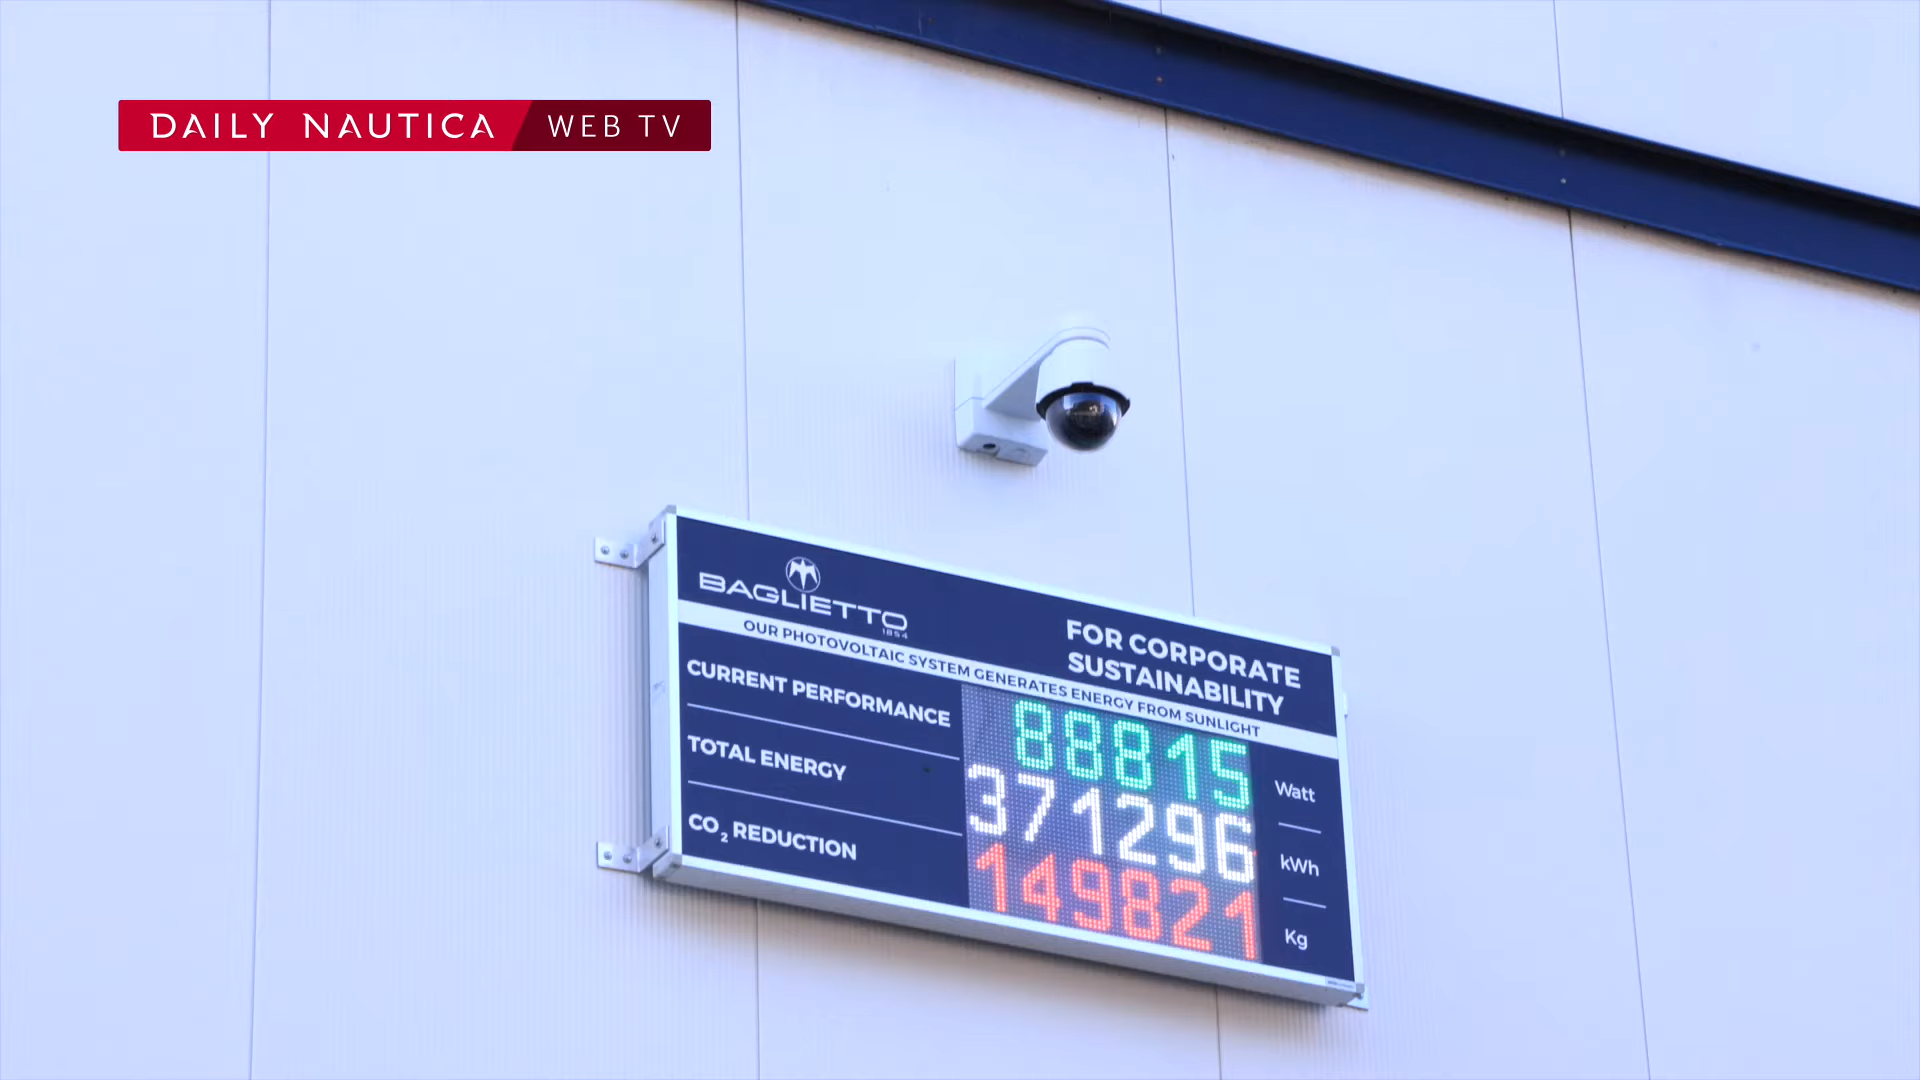 DAILY NAUTICA WEB TV
BAGLIETTO
1854
FOR CORPORATE
SUSTAINABILITY
OUR PHOTOVOLTAIC SYSTEM GENERATES ENERGY FROM SUNLIGHT
CURRENT PERFORMANCE 88815 Watt
TOTAL ENERGY 371296 kWh
CO₂ REDUCTION 149821 Kg